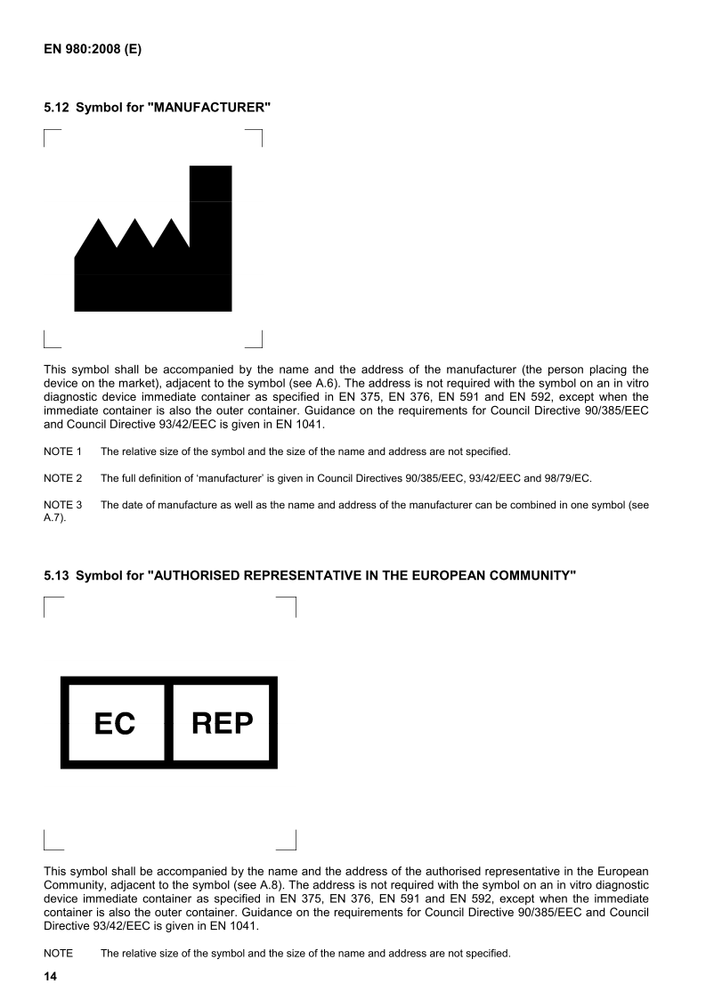 EN 980:2008 (E)
5.12 Symbol for "MANUFACTURER"
This symbol shall be accompanied by the name and the address of the manufacturer (the person placing the
device on the market), adjacent to the symbol (see A.6). The address is not required with the symbol on an in vitro
diagnostic device immediate container as specified in EN 375, EN 376, EN 591 and EN 592, except when the
immediate container is also the outer container. Guidance on the requirements for Council Directive 90/385/EEC
and Council Directive 93/42/EEC is given in EN 1041.
NOTE 1 The relative size of the symbol and the size of the name and address are not specified.
NOTE 2 The full definition of ‘manufacturer’ is given in Council Directives 90/385/EEC, 93/42/EEC and 98/79/EC.
NOTE 3 The date of manufacture as well as the name and address of the manufacturer can be combined in one symbol (see
A.7).
5.13 Symbol for "AUTHORISED REPRESENTATIVE IN THE EUROPEAN COMMUNITY"
EC REP
This symbol shall be accompanied by the name and the address of the authorised representative in the European
Community, adjacent to the symbol (see A.8). The address is not required with the symbol on an in vitro diagnostic
device immediate container as specified in EN 375, EN 376, EN 591 and EN 592, except when the immediate
container is also the outer container. Guidance on the requirements for Council Directive 90/385/EEC and Council
Directive 93/42/EEC is given in EN 1041.
NOTE The relative size of the symbol and the size of the name and address are not specified.
14